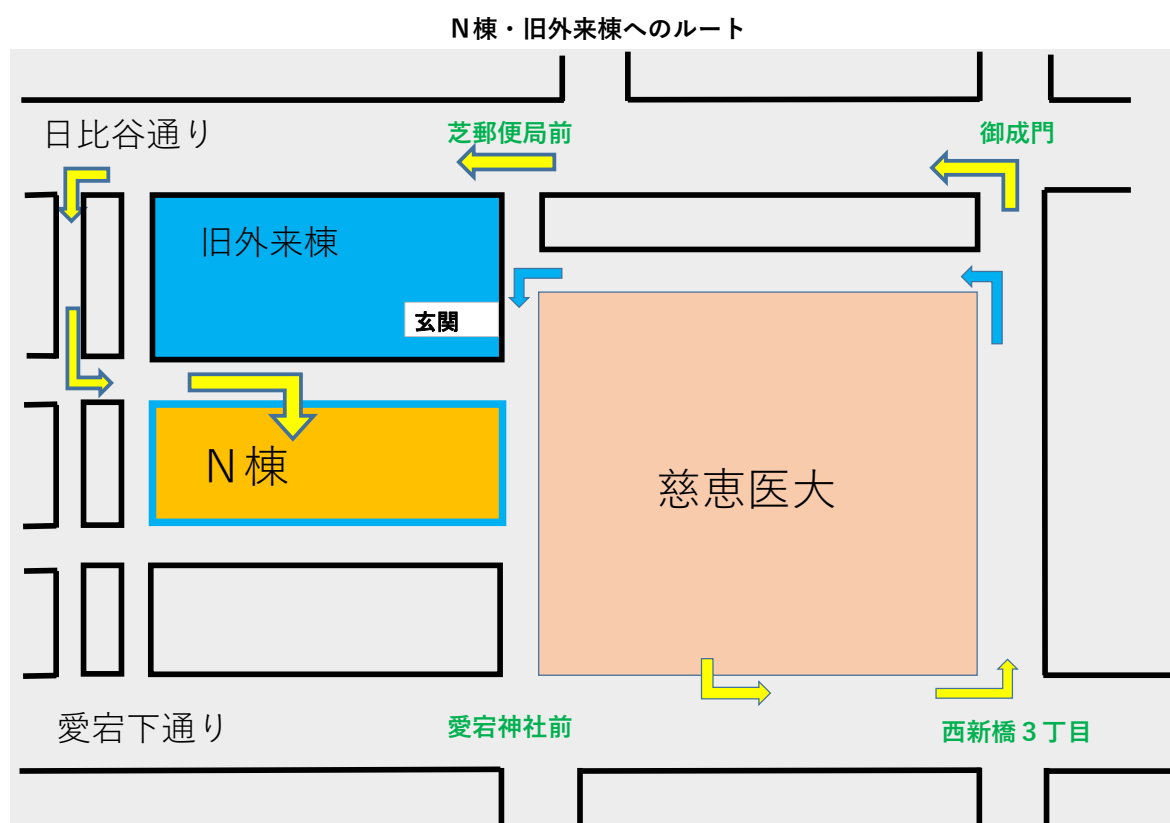 Ｎ棟・旧外来棟へのルート
日比谷通り
芝郵便局前
御成門
旧外来棟
玄関
Ｎ棟
慈恵医大
愛宕下通り
愛宕神社前
西新橋３丁目